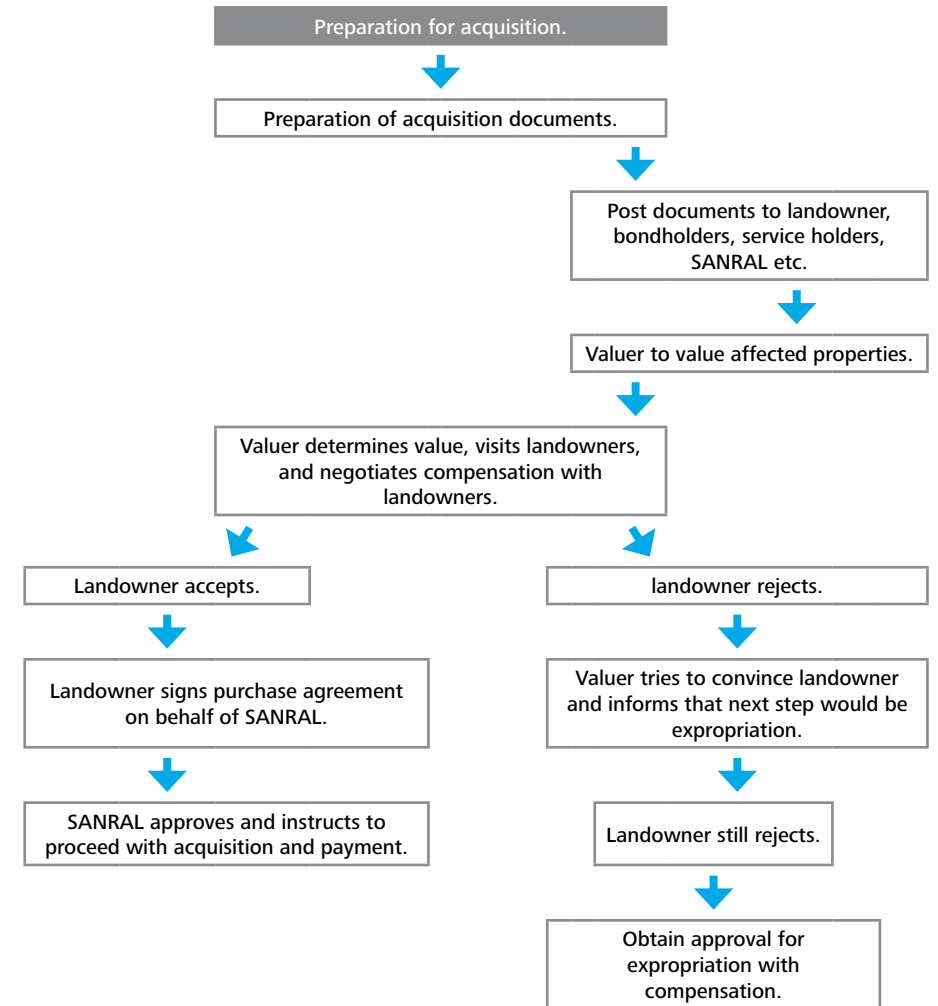 Preparation for acquisition.
Preparation of acquisition documents.
Post documents to landowner,
bondholders, service holders,
SANRAL etc.
Valuer to value affected properties.
Valuer determines value, visits landowners,
and negotiates compensation with
landowners.
Landowner accepts.
landowner rejects.
Landowner signs purchase agreement
on behalf of SANRAL.
Valuer tries to convince landowner
and informs that next step would be
expropriation.
SANRAL approves and instructs to
proceed with acquisition and payment.
Landowner still rejects.
Obtain approval for
expropriation with
compensation.